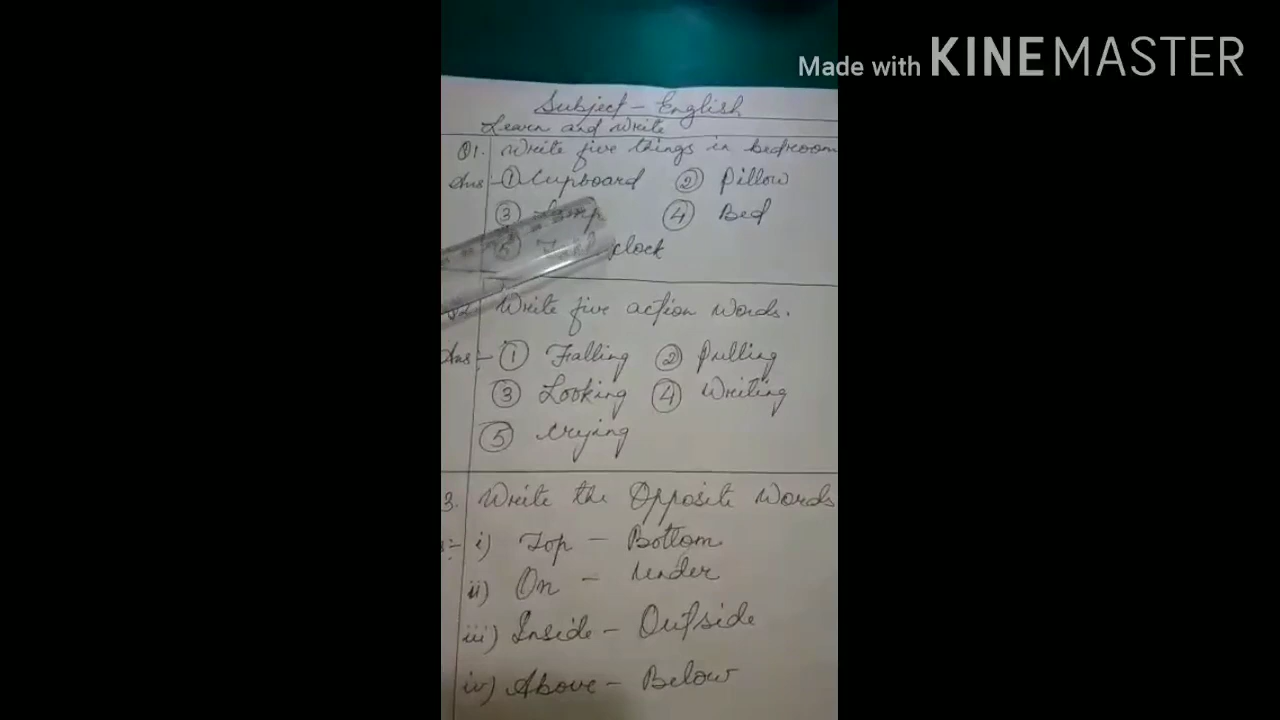 Made with KINEMASTER
Subject - English
Learn and Write
Q1. Write five things in bedroom
Ans:- ① Cupboard ② Pillow
③ Lamp ④ Bed
⑤ clock
Write five action words.
Ans:- ① Falling ② Pulling
③ Looking ④ Writing
⑤ Crying
3. Write the Opposite Words
s:- i) Top - Bottom
ii) On - Under
iii) Inside - Outside
iv) Above - Below